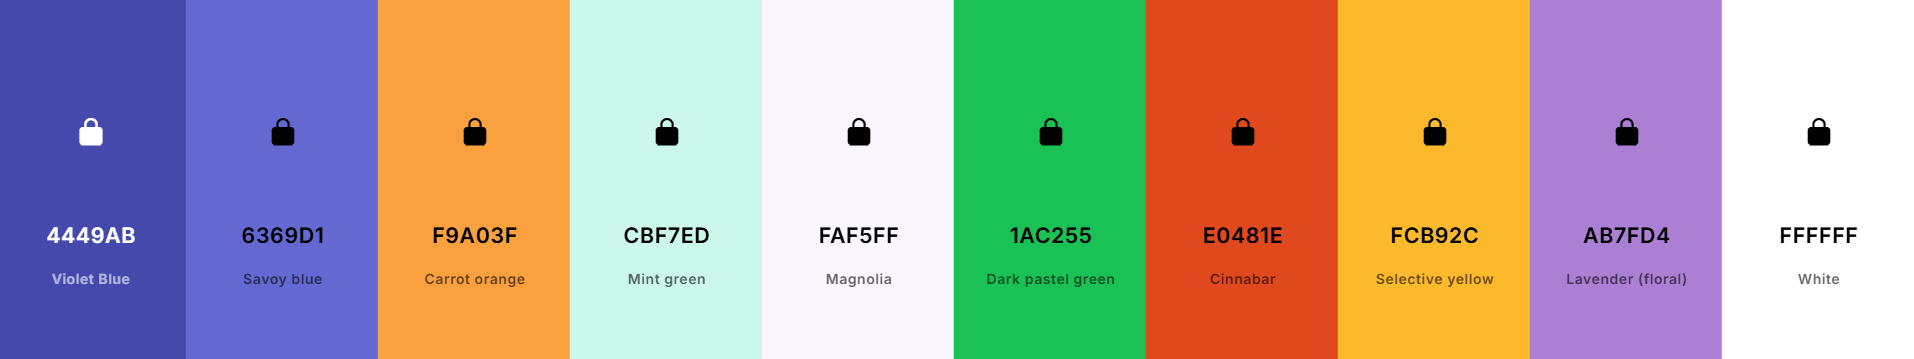 4449AB
Violet Blue
6369D1
Savoy blue
F9A03F
Carrot orange
CBF7ED
Mint green
FAF5FF
Magnolia
1AC255
Dark pastel green
E0481E
Cinnabar
FCB92C
Selective yellow
AB7FD4
Lavender (floral)
FFFFFF
White